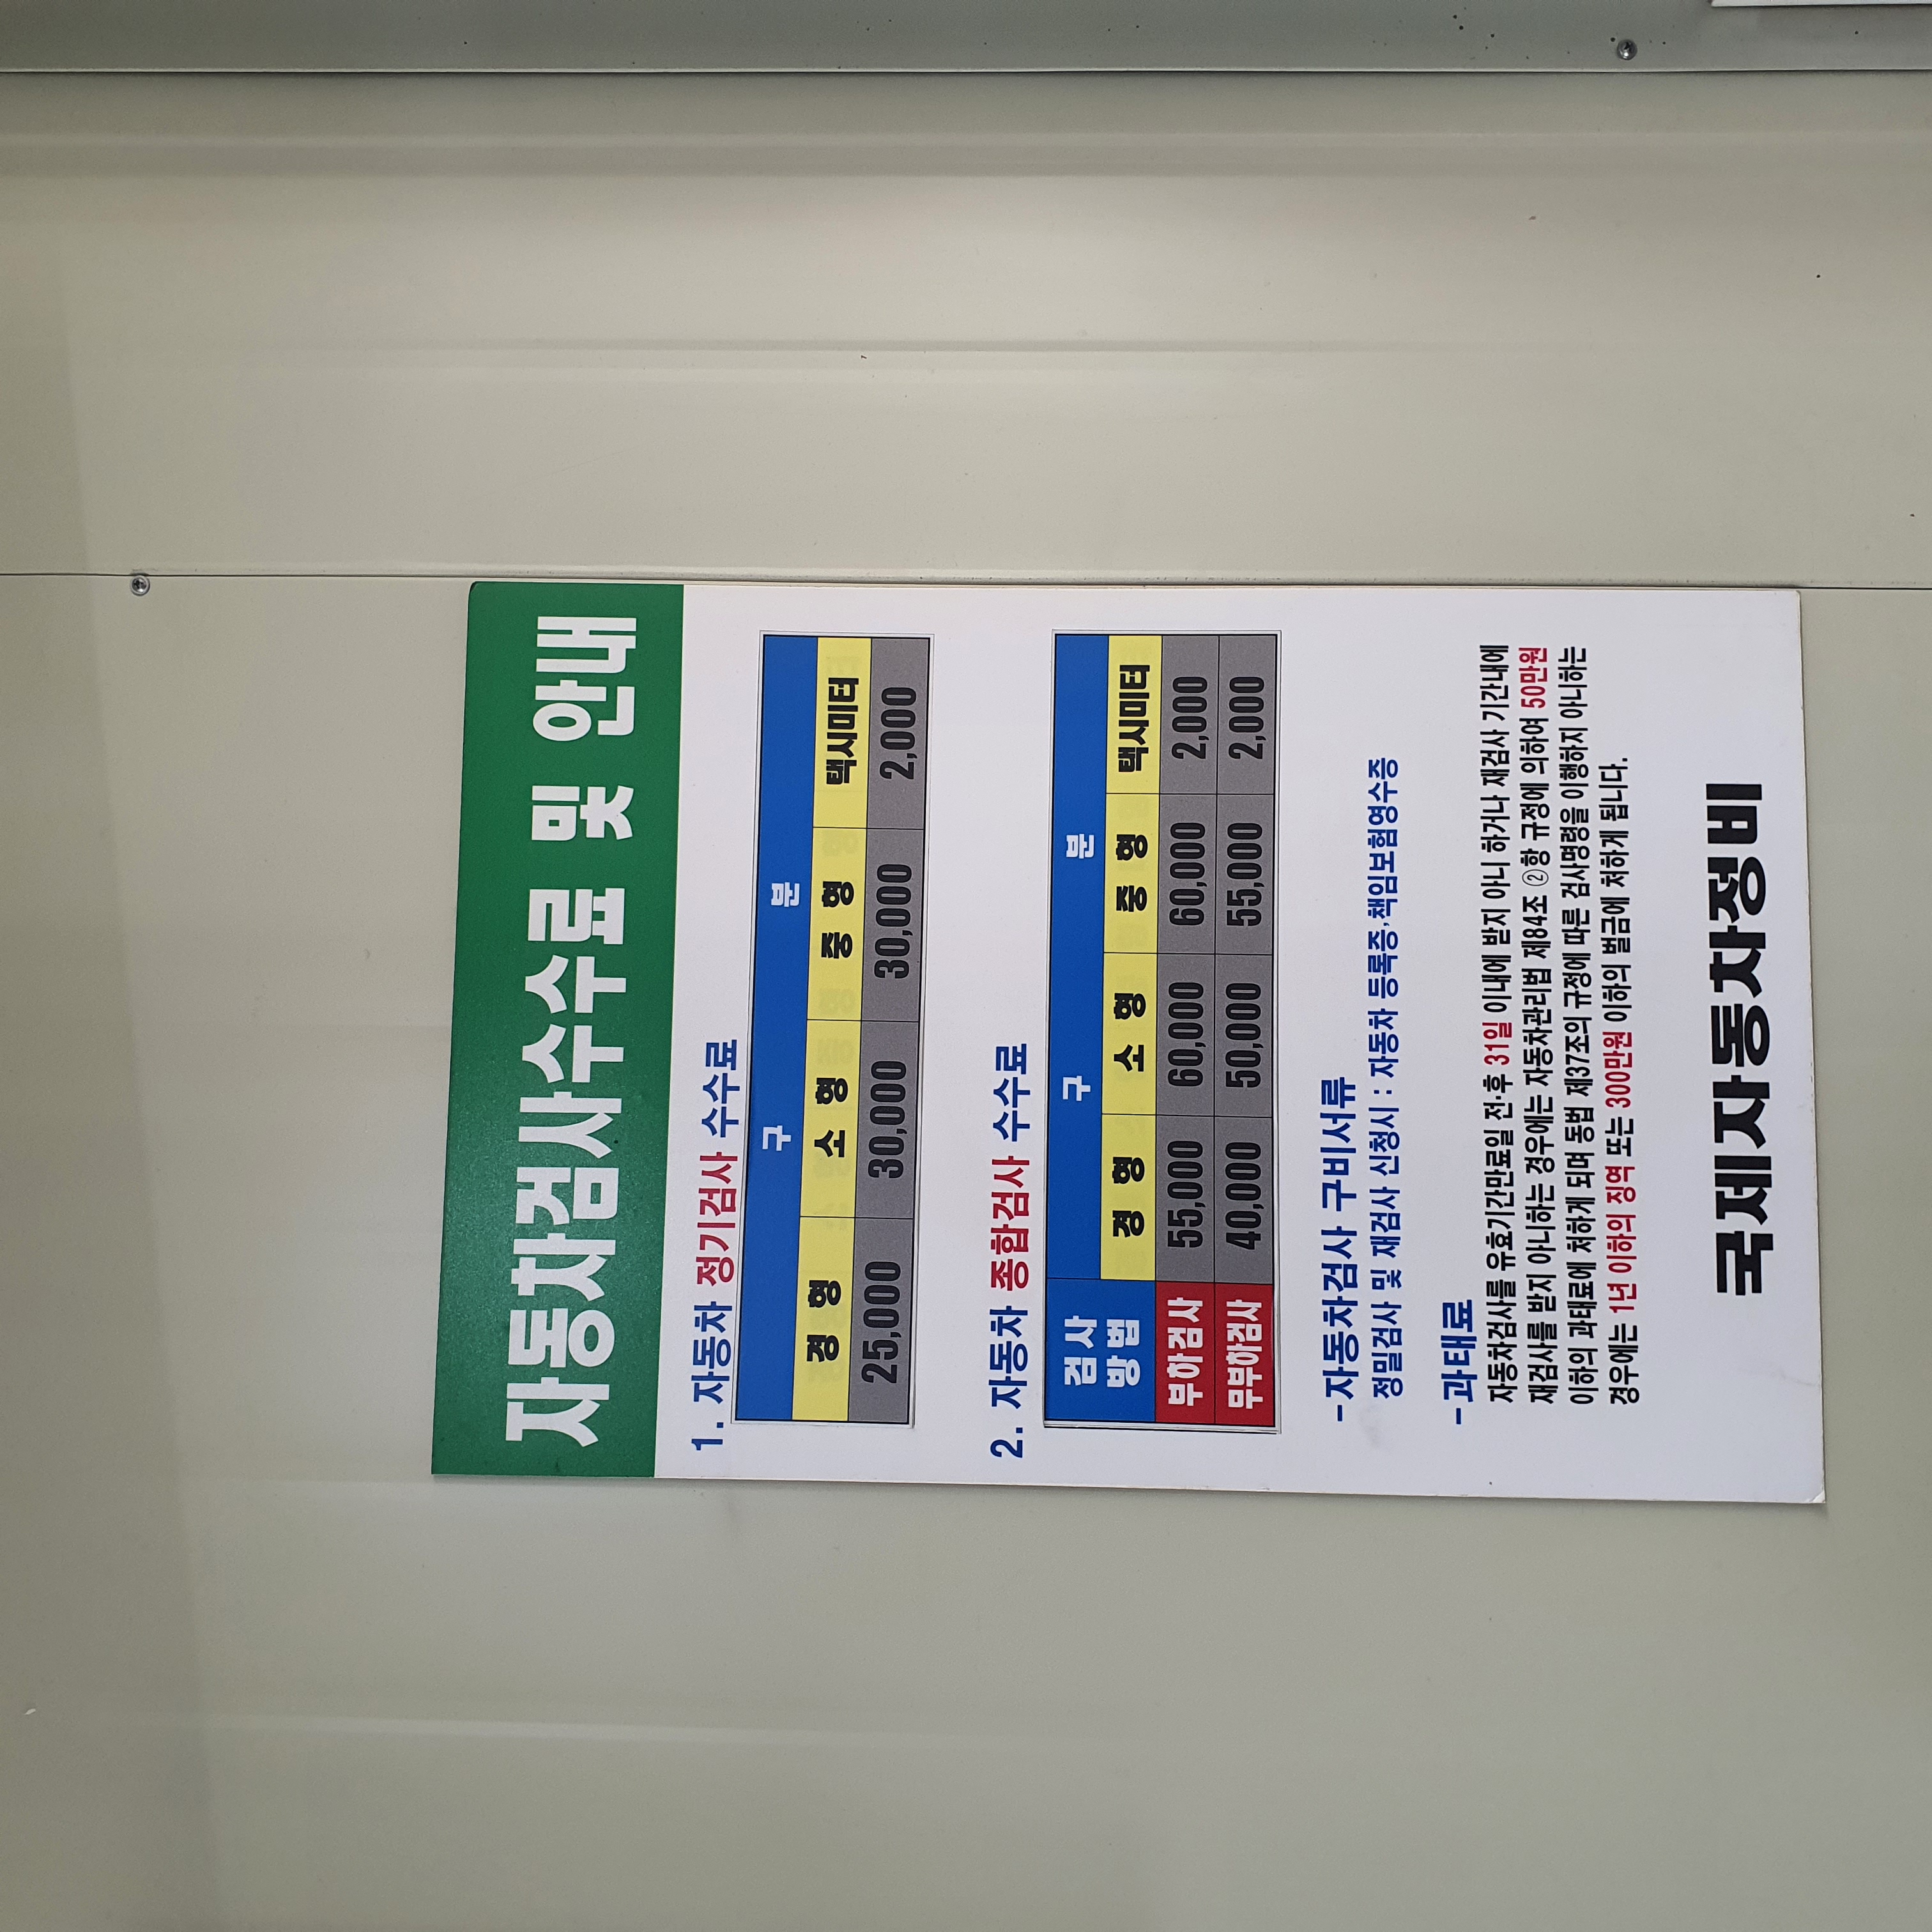 자동차검사수수료 및 안내
1. 자동차 정기검사 수수료
구 분
경 형 소 형 중 형 택시미터
25,000 30,000 30,000 2,000
2. 자동차 종합검사 수수료
검 사 방 법 구 분
경 형 소 형 중 형 택시미터
부하검사 55,000 60,000 60,000 2,000
무부하검사 40,000 50,000 55,000 2,000
-자동차검사 구비서류
정밀검사 및 재검사 신청시 : 자동차 등록증,책임보험영수증
-과태료
자동차검사를 유효기간만료일 전·후 31일 이내에 받지 아니 하거나 재검사 기간내에
재검사를 받지 아니하는 경우에는 자동차관리법 제84조 ②항 규정에 의하여 50만원
이하의 과태료에 처하게 되며 동법 제37조의 규정에 따른 검사명령을 이행하지 아니하는
경우에는 1년 이하의 징역 또는 300만원 이하의 벌금에 처하게 됩니다.
국제자동차정비